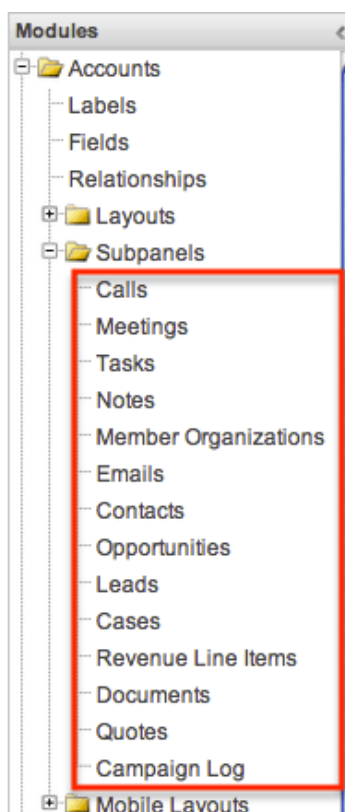 Modules
Accounts
Labels
Fields
Relationships
Layouts
Subpanels
Calls
Meetings
Tasks
Notes
Member Organizations
Emails
Contacts
Opportunities
Leads
Cases
Revenue Line Items
Documents
Quotes
Campaign Log
Mobile Layouts